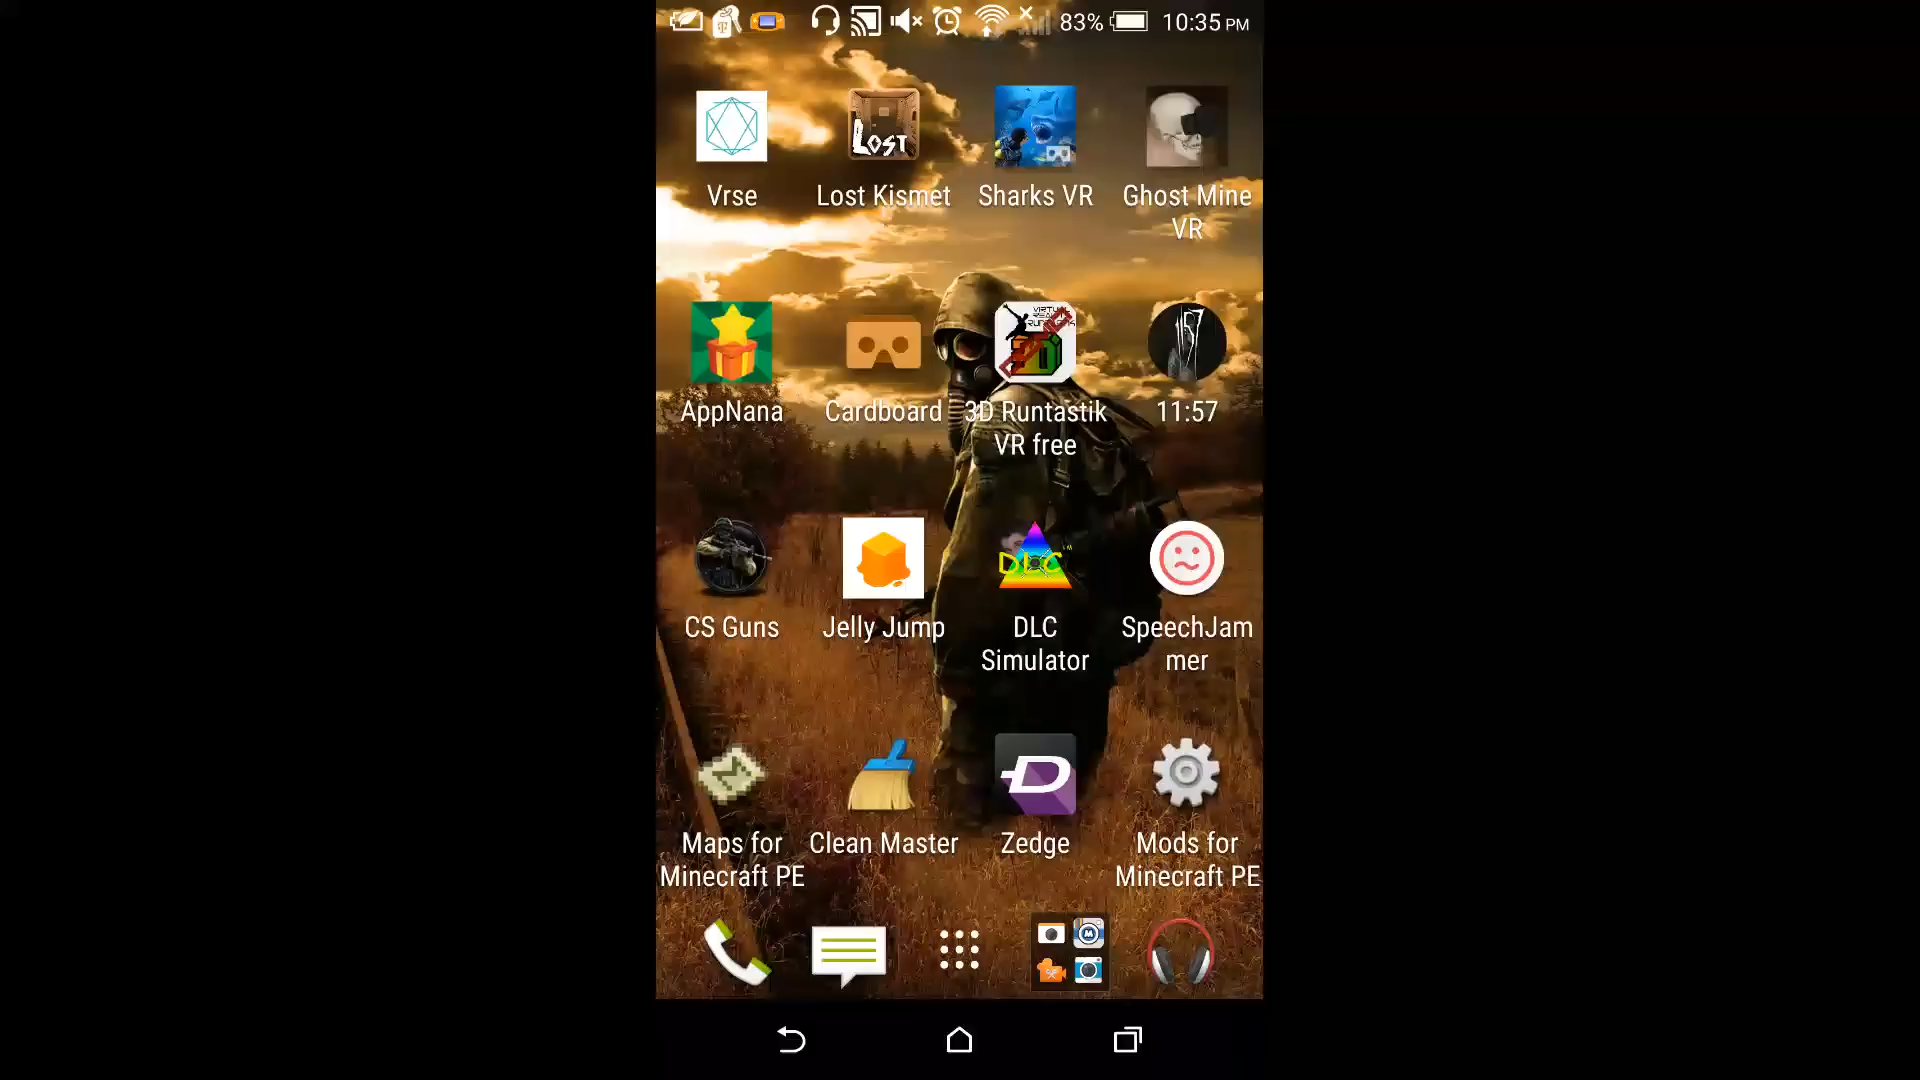 83% 10:35 PM
LOST
Vrse Lost Kismet Sharks VR Ghost Mine
VR
AppNana Cardboard 3D Runtastik 11:57
VR free
DLC
CS Guns Jelly Jump DLC SpeechJam
Simulator mer
Maps for Clean Master Zedge Mods for
Minecraft PE Minecraft PE